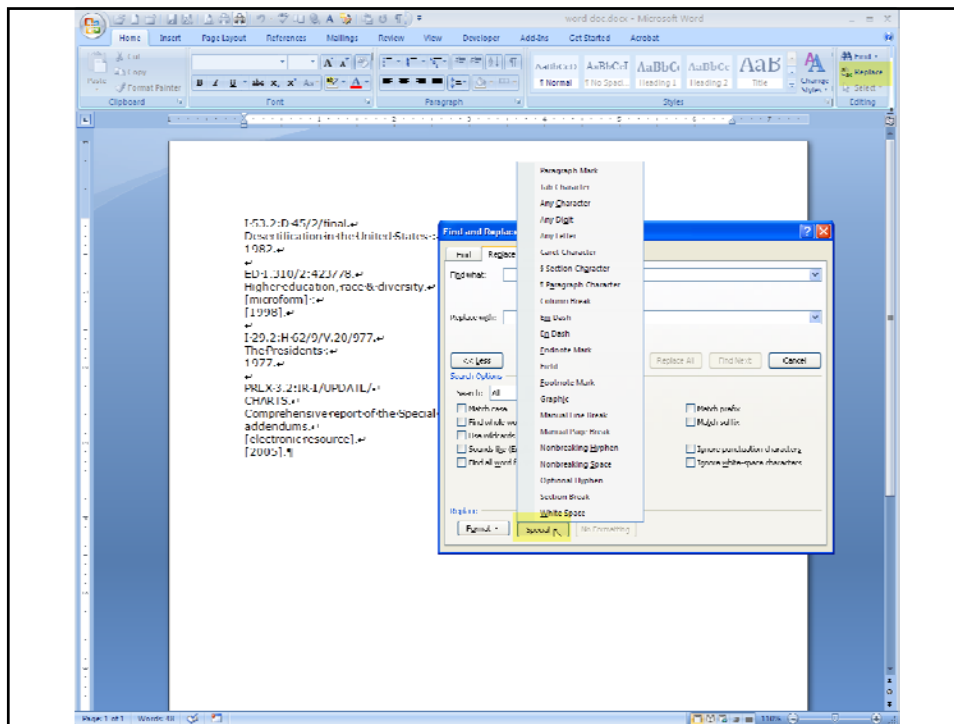 word doc.docx - Microsoft Word
Home Insert Page Layout References Mailings Review View Developer Add-Ins Get Started Acrobat
Cut
Copy
Format Painter
Paste
Find
Replace
Select
AaBbCcD AaBbCcI AaBbC AaBbCc AaB
¶ Normal ¶ No Spaci... Heading 1 Heading 2 Title
Change Styles
Clipboard Font Paragraph Styles Editing
I 53.2:D 45/2/final.↵
Desertification in the United States :↵
1982.↵
↵
ED 1.310/2:423778.↵
Higher education, race & diversity.↵
[microform] :↵
[1998].↵
↵
I 29.2:H 62/9/V.20/977.↵
The Presidents :↵
1977.↵
↵
PREX 3.2:IR 1/UPDATE/↵
CHARTS.↵
Comprehensive report of the Special
addendums.↵
[electronic resource].↵
[2005].¶
Find and Replace
Find Replace
Find what:
Replace with:
<< Less
Replace All Find Next Cancel
Search Options
Search: All
Match case
Find whole wo
Use wildcards
Sounds like (En
Find all word f
Match prefix
Match suffix
Ignore punctuation characters
Ignore white-space characters
Replace
Format Special No Formatting
Paragraph Mark
Tab Character
Any Character
Any Digit
Any Letter
Caret Character
§ Section Character
¶ Paragraph Character
Column Break
Em Dash
En Dash
Endnote Mark
Field
Footnote Mark
Graphic
Manual Line Break
Manual Page Break
Nonbreaking Hyphen
Nonbreaking Space
Optional Hyphen
Section Break
White Space
Page: 1 of 1 Words: 48
110%